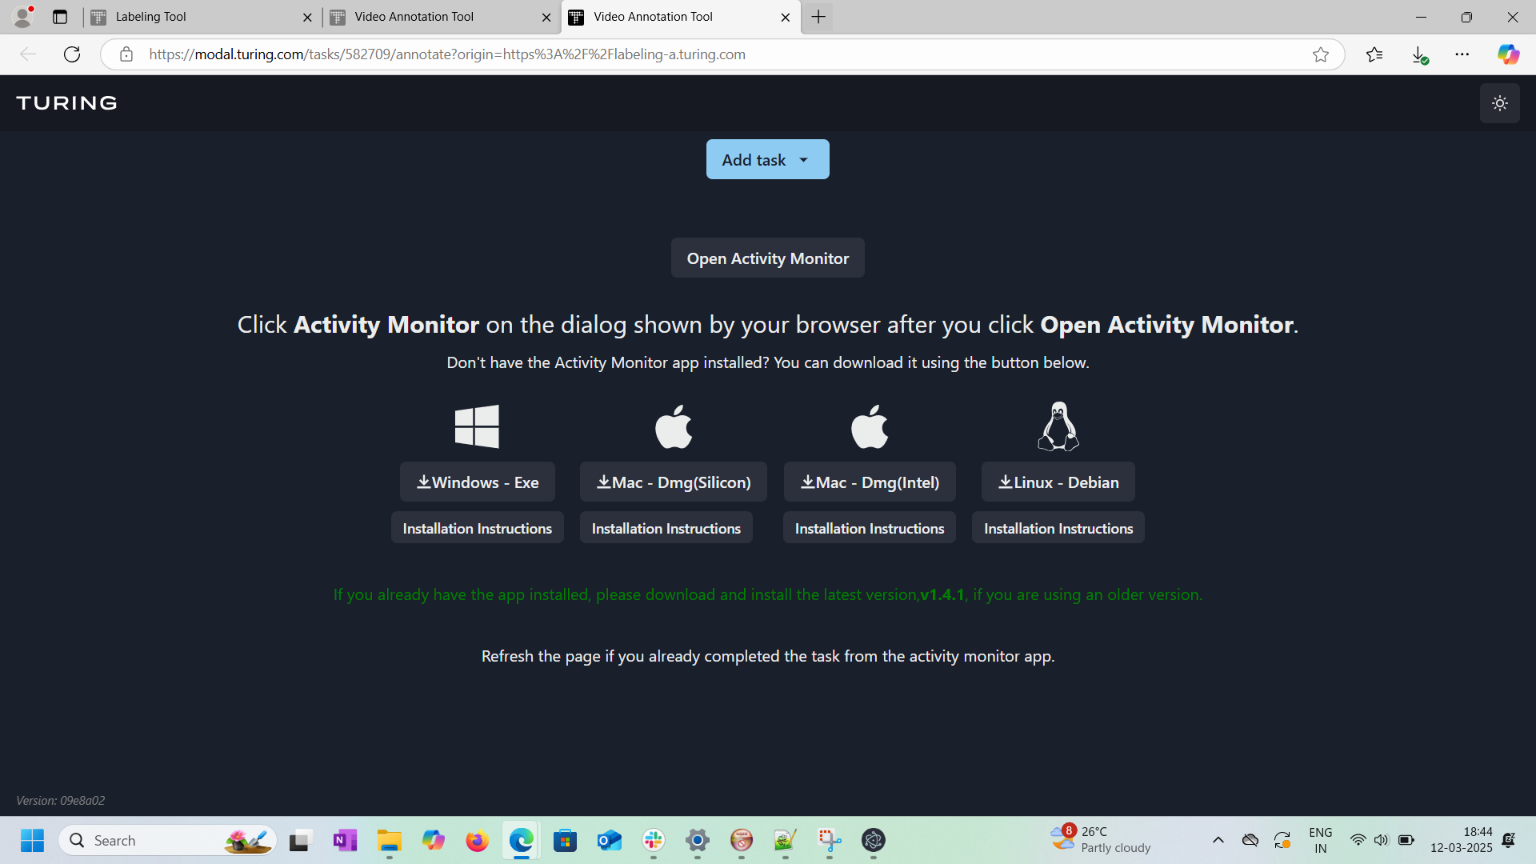 Labeling Tool
Video Annotation Tool
Video Annotation Tool
https://modal.turing.com/tasks/582709/annotate?origin=https%3A%2F%2Flabeling-a.turing.com
TURING
Add task
Open Activity Monitor
Click Activity Monitor on the dialog shown by your browser after you click Open Activity Monitor.
Don't have the Activity Monitor app installed? You can download it using the button below.
Windows - Exe
Mac - Dmg(Silicon)
Mac - Dmg(Intel)
Linux - Debian
Installation Instructions
Installation Instructions
Installation Instructions
Installation Instructions
If you already have the app installed, please download and install the latest version,v1.4.1, if you are using an older version.
Refresh the page if you already completed the task from the activity monitor app.
Version: 09e8a02
Search
8
26°C
Partly cloudy
ENG
IN
18:44
12-03-2025